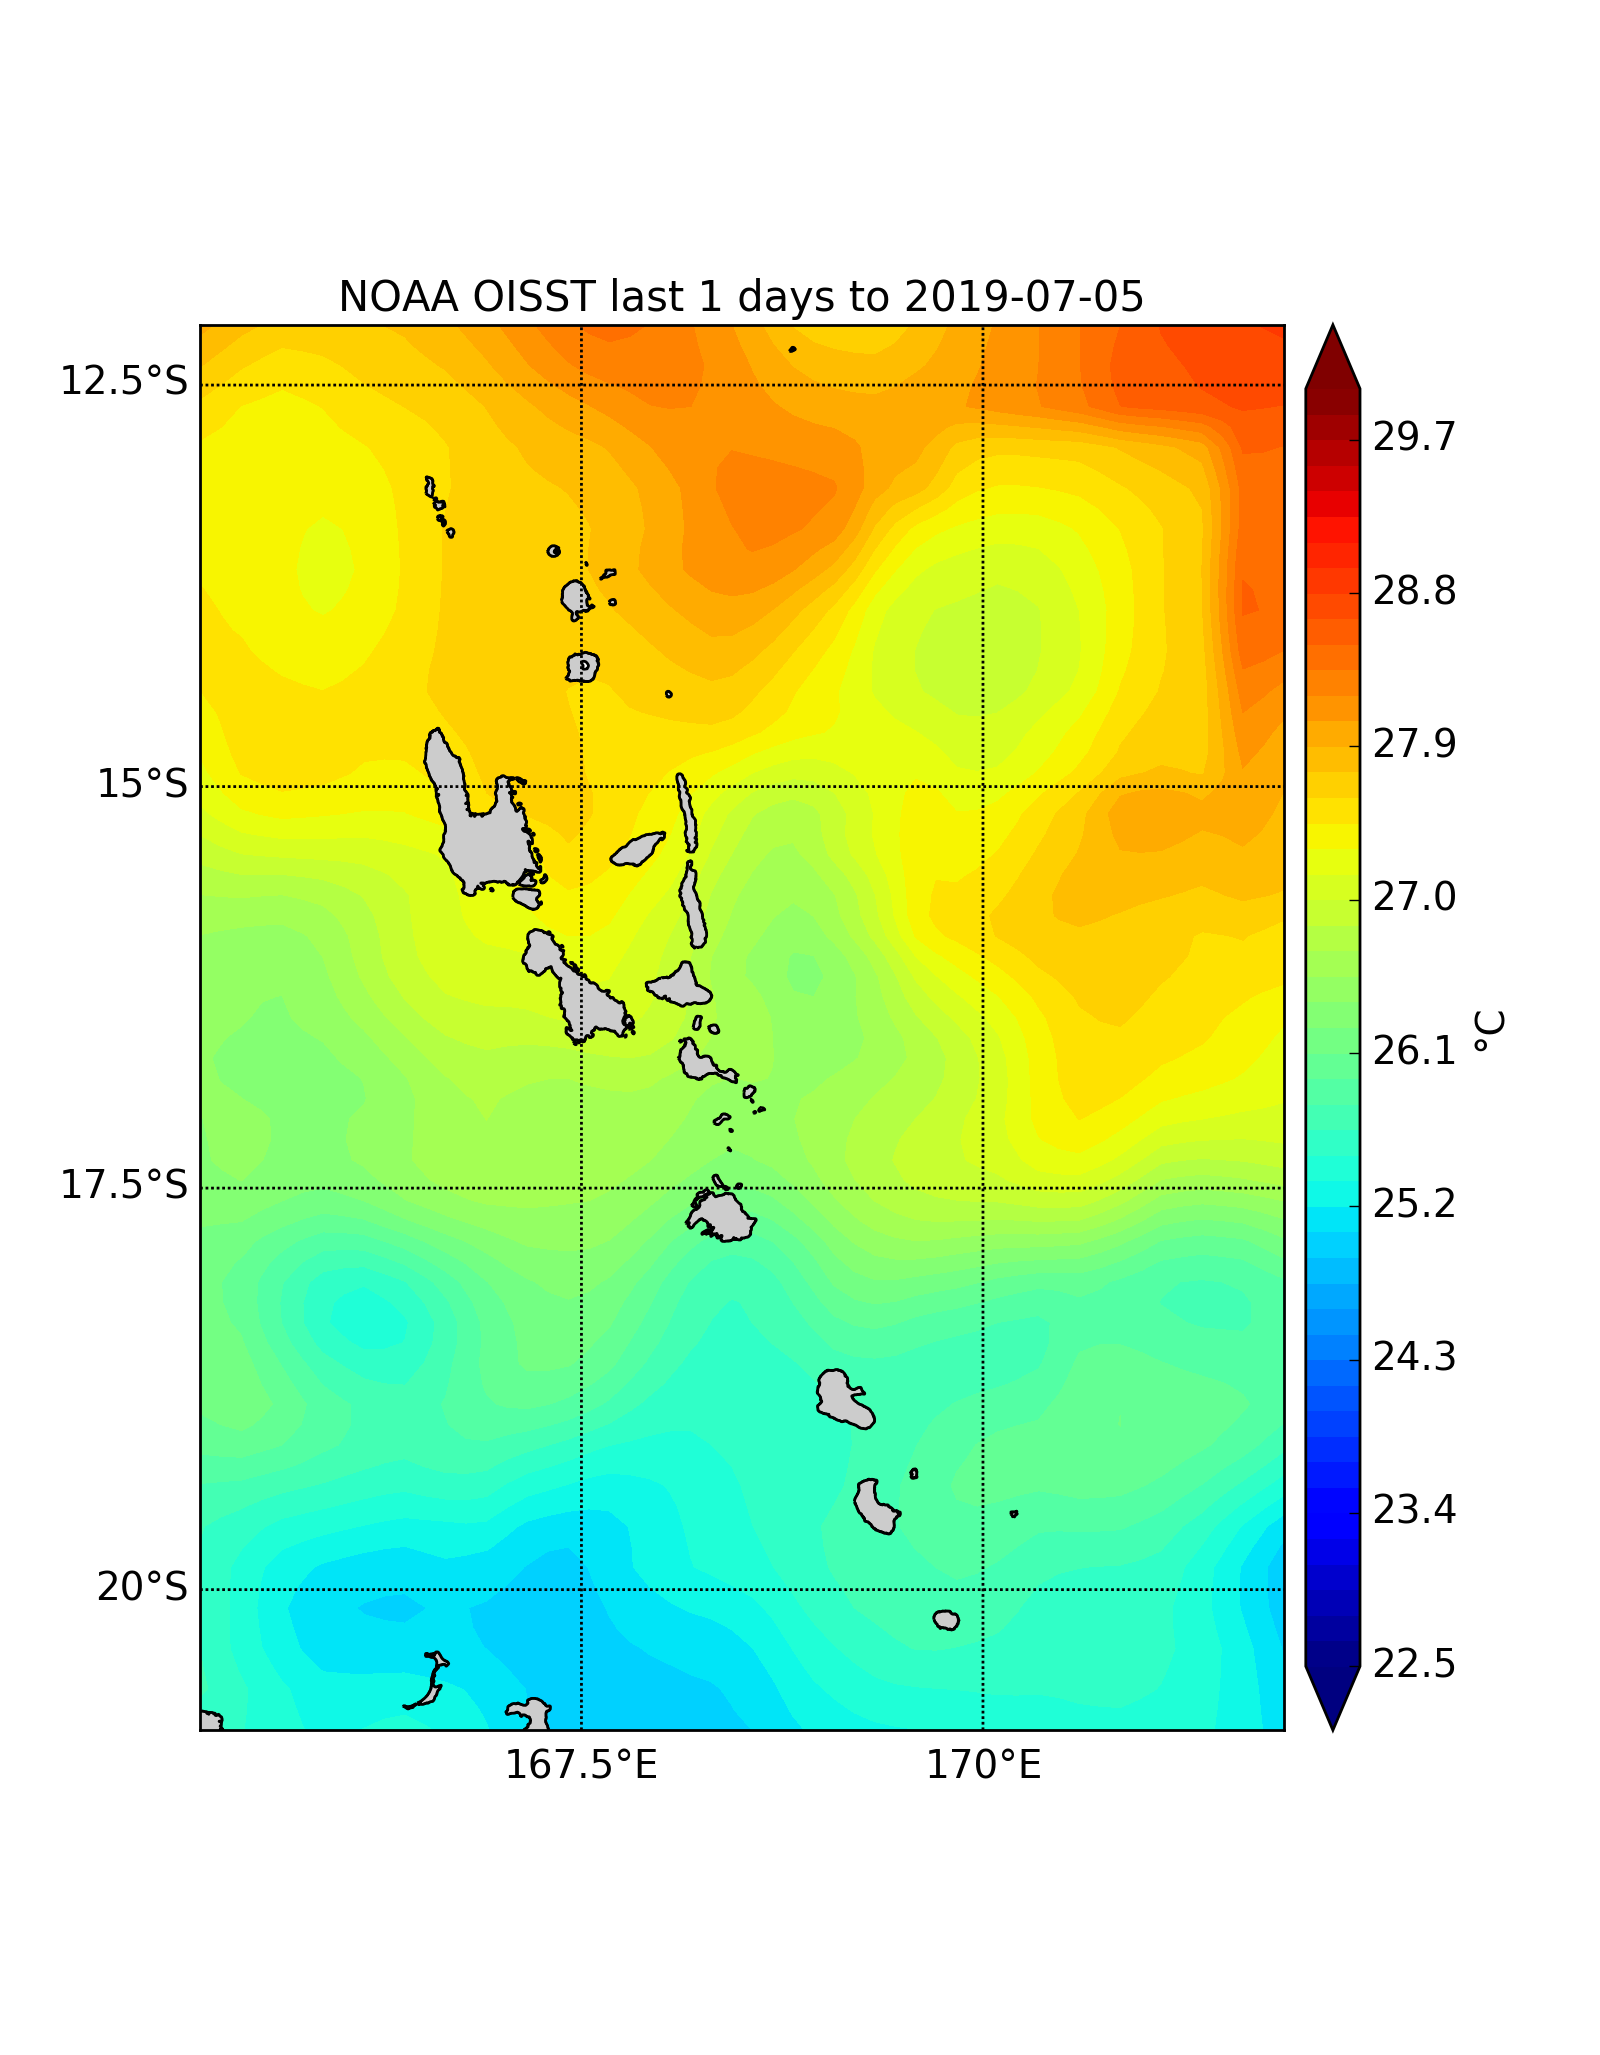 NOAA OISST last 1 days to 2019-07-05
12.5°S
15°S
17.5°S
20°S
167.5°E
170°E
29.7
28.8
27.9
27.0
26.1
25.2
24.3
23.4
22.5
°C